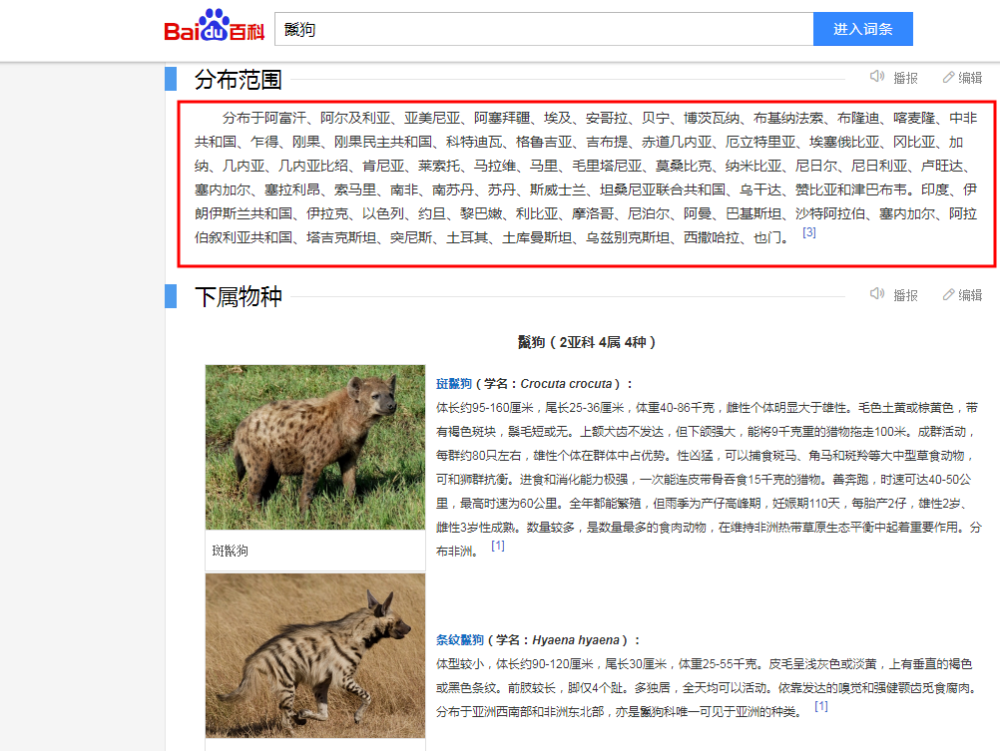 Baidu百科 鬣狗 进入词条
分布范围 播报 编辑
分布于阿富汗、阿尔及利亚、亚美尼亚、阿塞拜疆、埃及、安哥拉、贝宁、博茨瓦纳、布基纳法索、布隆迪、喀麦隆、中非
共和国、乍得、刚果、刚果民主共和国、科特迪瓦、格鲁吉亚、吉布提、赤道几内亚、厄立特里亚、埃塞俄比亚、冈比亚、加
纳、几内亚、几内亚比绍、肯尼亚、莱索托、马拉维、马里、毛里塔尼亚、莫桑比克、纳米比亚、尼日尔、尼日利亚、卢旺达、
塞内加尔、塞拉利昂、索马里、南非、南苏丹、苏丹、斯威士兰、坦桑尼亚联合共和国、乌干达、赞比亚和津巴布韦。印度、伊
朗伊斯兰共和国、伊拉克、以色列、约旦、黎巴嫩、利比亚、摩洛哥、尼泊尔、阿曼、巴基斯坦、沙特阿拉伯、塞内加尔、阿拉
伯叙利亚共和国、塔吉克斯坦、突尼斯、土耳其、土库曼斯坦、乌兹别克斯坦、西撒哈拉、也门。 [3]
下属物种 播报 编辑
鬣狗（2亚科 4属 4种）
斑鬣狗（学名：Crocuta crocuta）：
体长约95-160厘米，尾长25-36厘米，体重40-86千克，雌性个体明显大于雄性。毛色土黄或棕黄色，带
有褐色斑块，鬃毛短或无。上颚犬齿不发达，但下颌强大，能将9千克重的猎物拖走100米。成群活动，
每群约80只左右，雄性个体在群体中占优势。性凶猛，可以捕食斑马、角马和斑羚等大中型草食动物，
可和狮群抗衡。进食和消化能力极强，一次能连皮带骨吞食15千克的猎物。善奔跑，时速可达40-50公
里，最高时速为60公里。全年都能繁殖，但雨季为产仔高峰期，妊娠期110天，每胎产2仔，雄性2岁、
雌性3岁性成熟。数量较多，是数量最多的食肉动物，在维持非洲热带草原生态平衡中起着重要作用。分
布非洲。 [1]
斑鬣狗
条纹鬣狗（学名：Hyaena hyaena）：
体型较小，体长约90-120厘米，尾长30厘米，体重25-55千克。皮毛呈浅灰色或淡黄，上有垂直的褐色
或黑色条纹。前肢较长，脚仅4个趾。多独居，全天均可以活动。依靠发达的嗅觉和强健颚齿觅食腐肉。
分布于亚洲西南部和非洲东北部，亦是鬣狗科唯一可见于亚洲的种类。 [1]